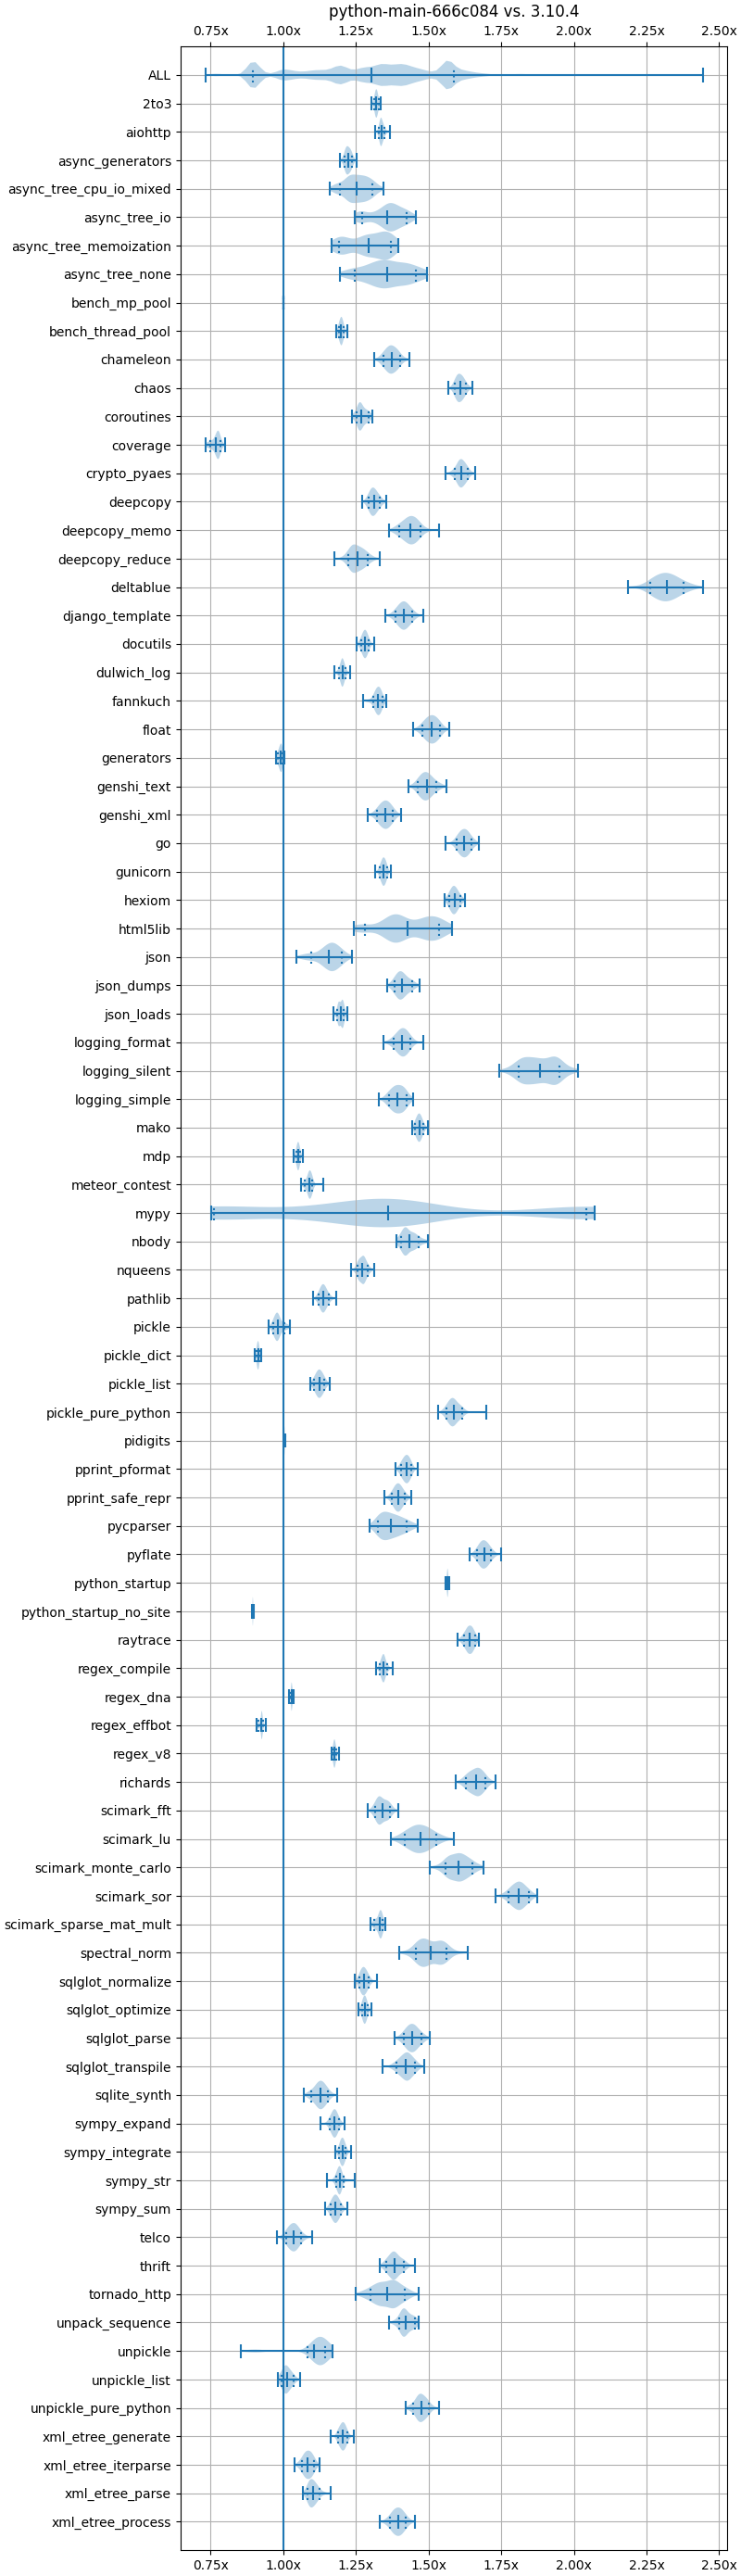 python-main-666c084 vs. 3.10.4
0.75x 1.00x 1.25x 1.50x 1.75x 2.00x 2.25x 2.50x
ALL
2to3
aiohttp
async_generators
async_tree_cpu_io_mixed
async_tree_io
async_tree_memoization
async_tree_none
bench_mp_pool
bench_thread_pool
chameleon
chaos
coroutines
coverage
crypto_pyaes
deepcopy
deepcopy_memo
deepcopy_reduce
deltablue
django_template
docutils
dulwich_log
fannkuch
float
generators
genshi_text
genshi_xml
go
gunicorn
hexiom
html5lib
json
json_dumps
json_loads
logging_format
logging_silent
logging_simple
mako
mdp
meteor_contest
mypy
nbody
nqueens
pathlib
pickle
pickle_dict
pickle_list
pickle_pure_python
pidigits
pprint_pformat
pprint_safe_repr
pycparser
pyflate
python_startup
python_startup_no_site
raytrace
regex_compile
regex_dna
regex_effbot
regex_v8
richards
scimark_fft
scimark_lu
scimark_monte_carlo
scimark_sor
scimark_sparse_mat_mult
spectral_norm
sqlglot_normalize
sqlglot_optimize
sqlglot_parse
sqlglot_transpile
sqlite_synth
sympy_expand
sympy_integrate
sympy_str
sympy_sum
telco
thrift
tornado_http
unpack_sequence
unpickle
unpickle_list
unpickle_pure_python
xml_etree_generate
xml_etree_iterparse
xml_etree_parse
xml_etree_process
0.75x 1.00x 1.25x 1.50x 1.75x 2.00x 2.25x 2.50x